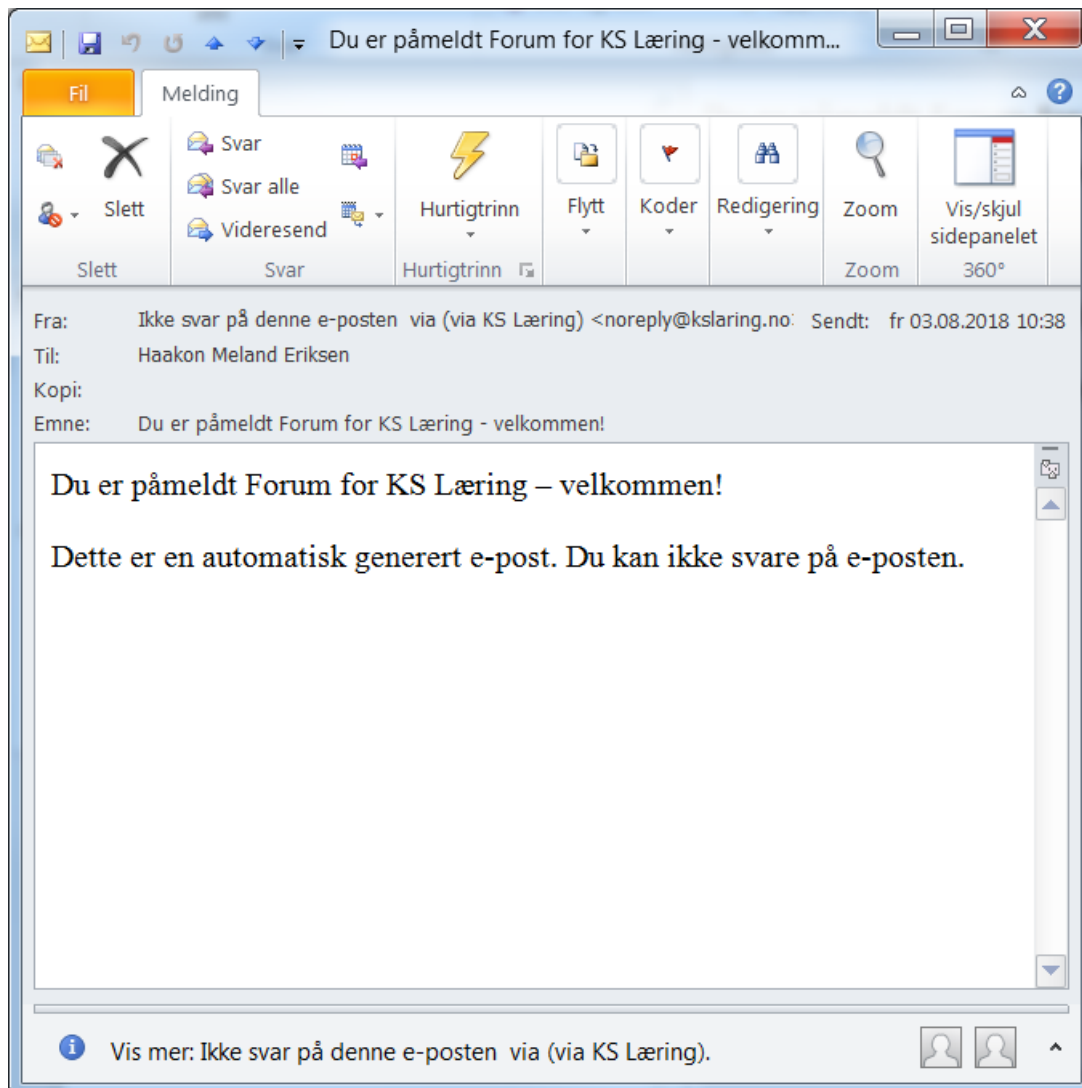 Du er påmeldt Forum for KS Læring - velkomm...
Fil Melding
Slett
Svar
Svar alle
Videresend
Hurtigtrinn
Flytt
Koder
Redigering
Zoom
Vis/skjul
sidepanelet
Slett Svar Hurtigtrinn Zoom 360°
Fra: Ikke svar på denne e-posten via (via KS Læring) <noreply@kslaring.no Sendt: fr 03.08.2018 10:38
Til: Haakon Meland Eriksen
Kopi:
Emne: Du er påmeldt Forum for KS Læring - velkommen!
Du er påmeldt Forum for KS Læring – velkommen!
Dette er en automatisk generert e-post. Du kan ikke svare på e-posten.
Vis mer: Ikke svar på denne e-posten via (via KS Læring).